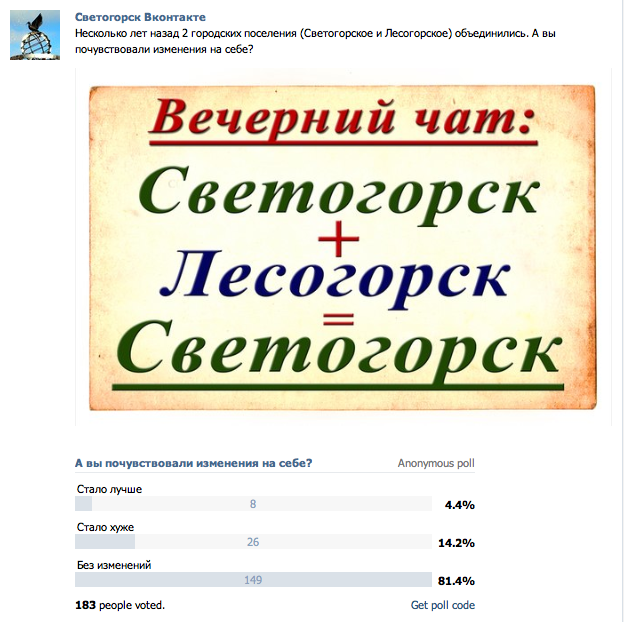 Светогорск Вконтакте
Несколько лет назад 2 городских поселения (Светогорское и Лесогорское) объединились. А вы
почувствовали изменения на себе?
Вечерний чат:
Светогорск
+
Лесогорск
=
Светогорск
А вы почувствовали изменения на себе?
Anonymous poll
Стало лучше
8
4.4%
Стало хуже
26
14.2%
Без изменений
149
81.4%
183 people voted.
Get poll code